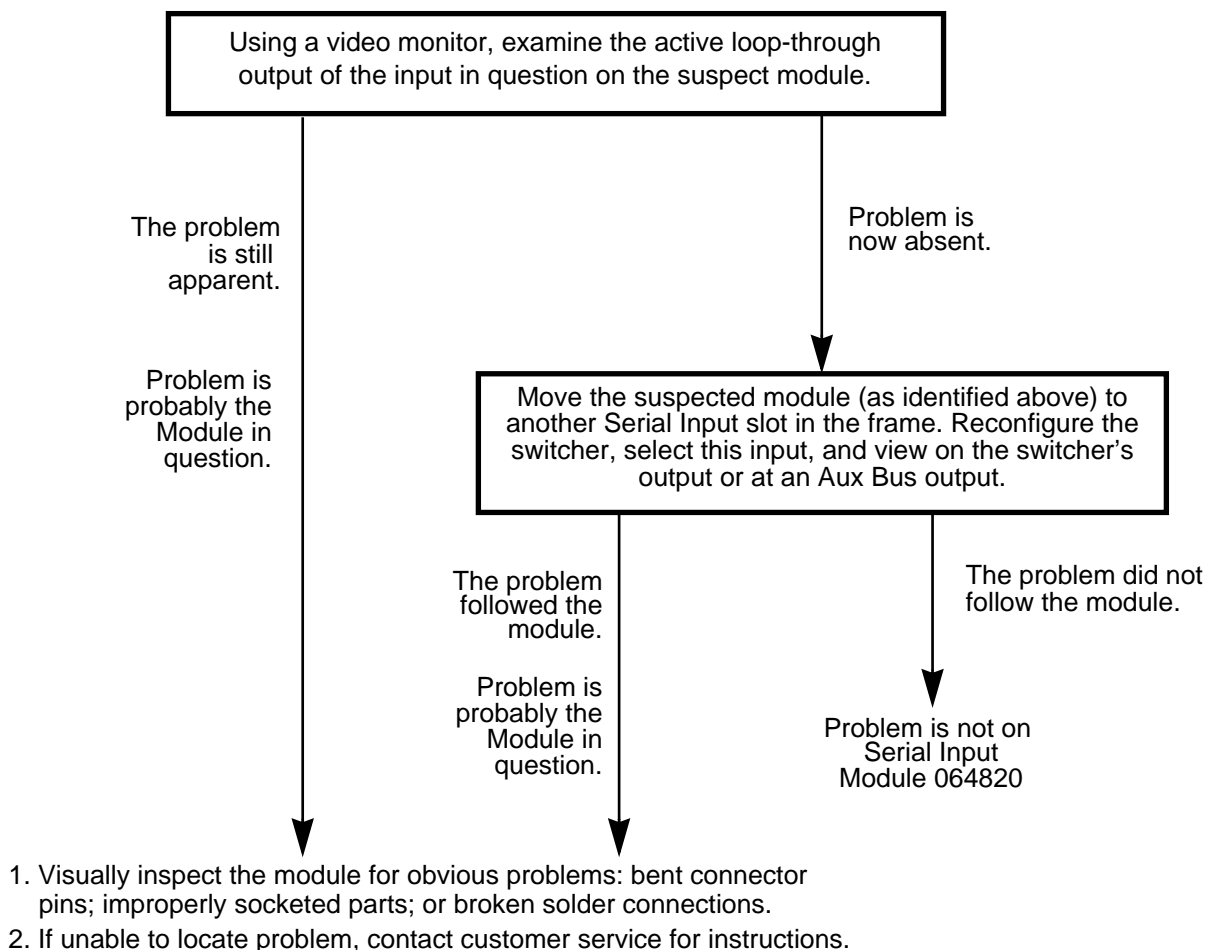 Using a video monitor, examine the active loop-through
output of the input in question on the suspect module.
The problem
is still
apparent.
Problem is
now absent.
Problem is
probably the
Module in
question.
Move the suspected module (as identified above) to
another Serial Input slot in the frame. Reconfigure the
switcher, select this input, and view on the switcher's
output or at an Aux Bus output.
The problem
followed the
module.
The problem did not
follow the module.
Problem is
probably the
Module in
question.
Problem is not on
Serial Input
Module 064820
1. Visually inspect the module for obvious problems: bent connector
pins; improperly socketed parts; or broken solder connections.
2. If unable to locate problem, contact customer service for instructions.